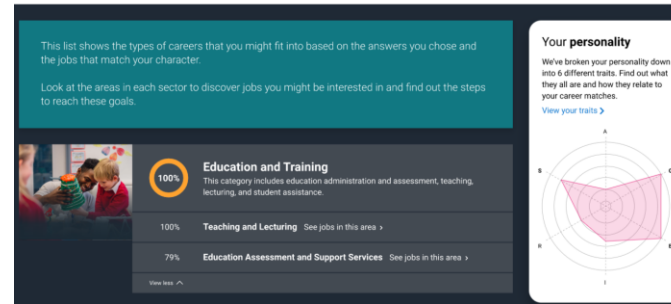 This list shows the types of careers that you might fit into based on the answers you chose and
the jobs that match your character.
Look at the areas in each sector to discover jobs you might be interested in and find out the steps
to reach these goals.
100%
Education and Training
This category includes education administration and assessment, teaching,
lecturing, and student assistance.
100% Teaching and Lecturing See jobs in this area ›
79% Education Assessment and Support Services See jobs in this area ›
View less
Your personality
We've broken your personality down
into 6 different traits. Find out what
they all are and how they relate to
your career matches.
View your traits
A
S
H
I